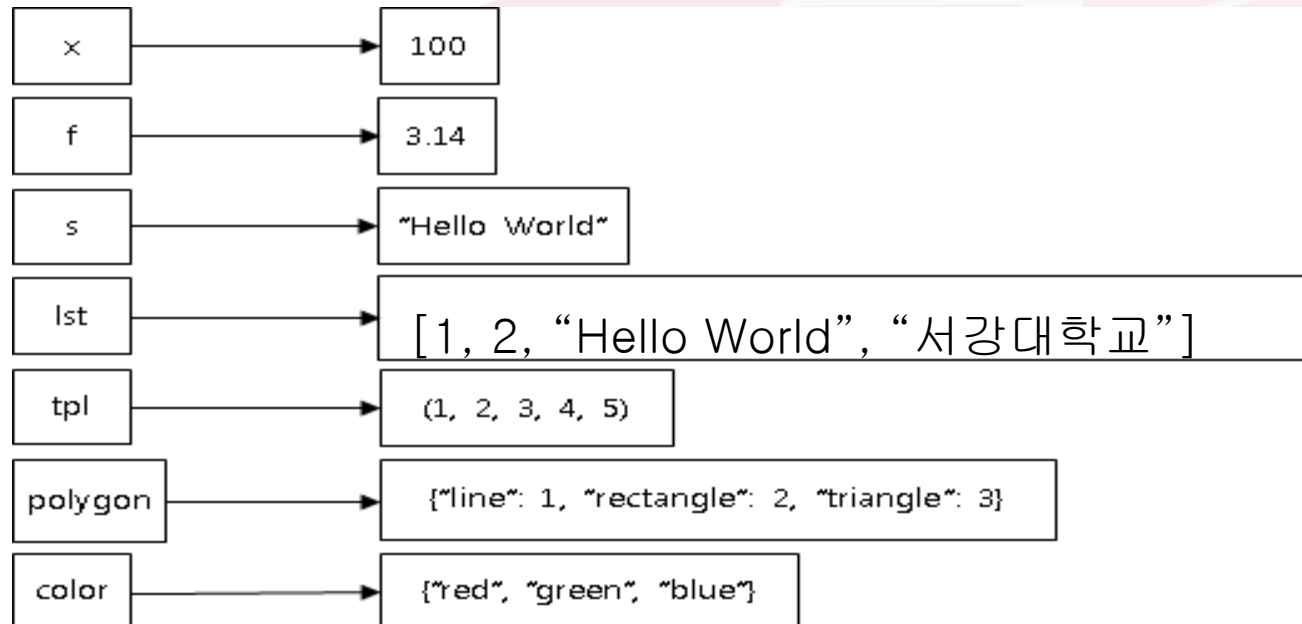 x 100
f 3.14
s "Hello World"
lst [1, 2, “Hello World”, “서강대학교”]
tpl (1, 2, 3, 4, 5)
polygon {"line": 1, "rectangle": 2, "triangle": 3}
color {"red", "green", "blue"}